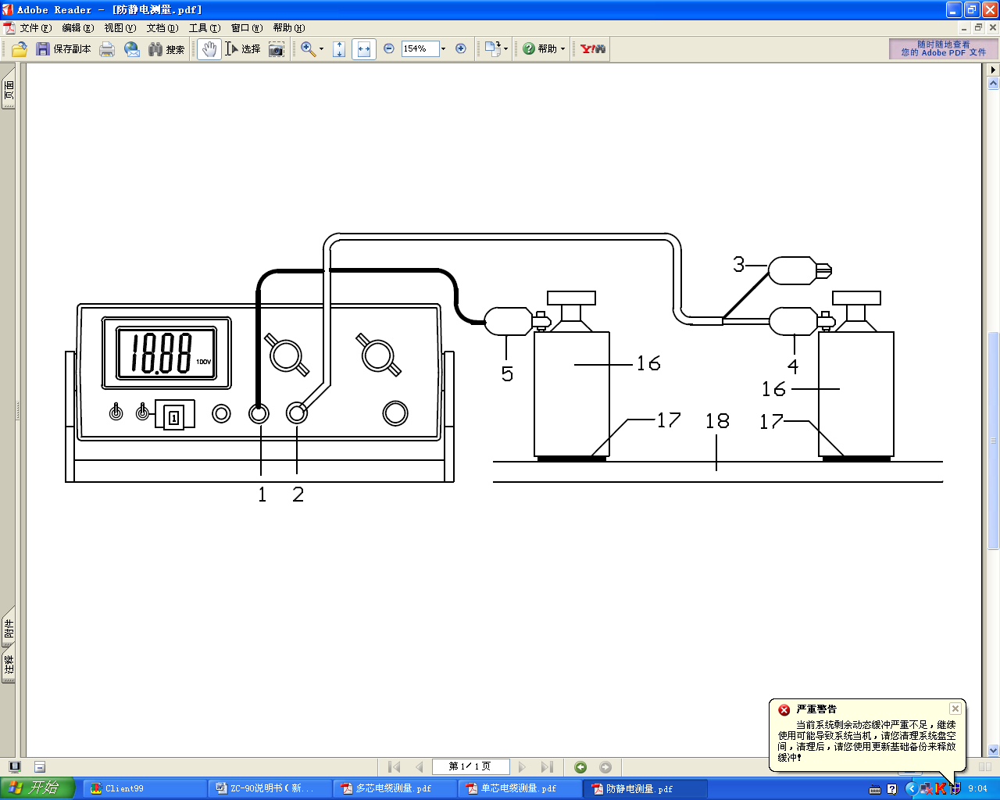 Adobe Reader - [防静电测量.pdf]
文件(F) 编辑(E) 视图(V) 文档(D) 工具(T) 窗口(W) 帮助(H)
保存副本 搜索 选择 154% 帮助 Y!
随时随地查看
您的 Adobe PDF 文件
页面
附件
注释
18.88
100V
1
1
2
3
4
5
16
16
17
17
18
严重警告
当前系统剩余动态缓冲严重不足，继续
使用可能导致系统当机，请您清理系统盘空
间，清理后，请您使用更新基础备份来释放
缓冲!
第 1/1 页
开始 Client99 ZC-90说明书(新... 多芯电缆测量.pdf 单芯电缆测量.pdf 防静电测量.pdf 9:04